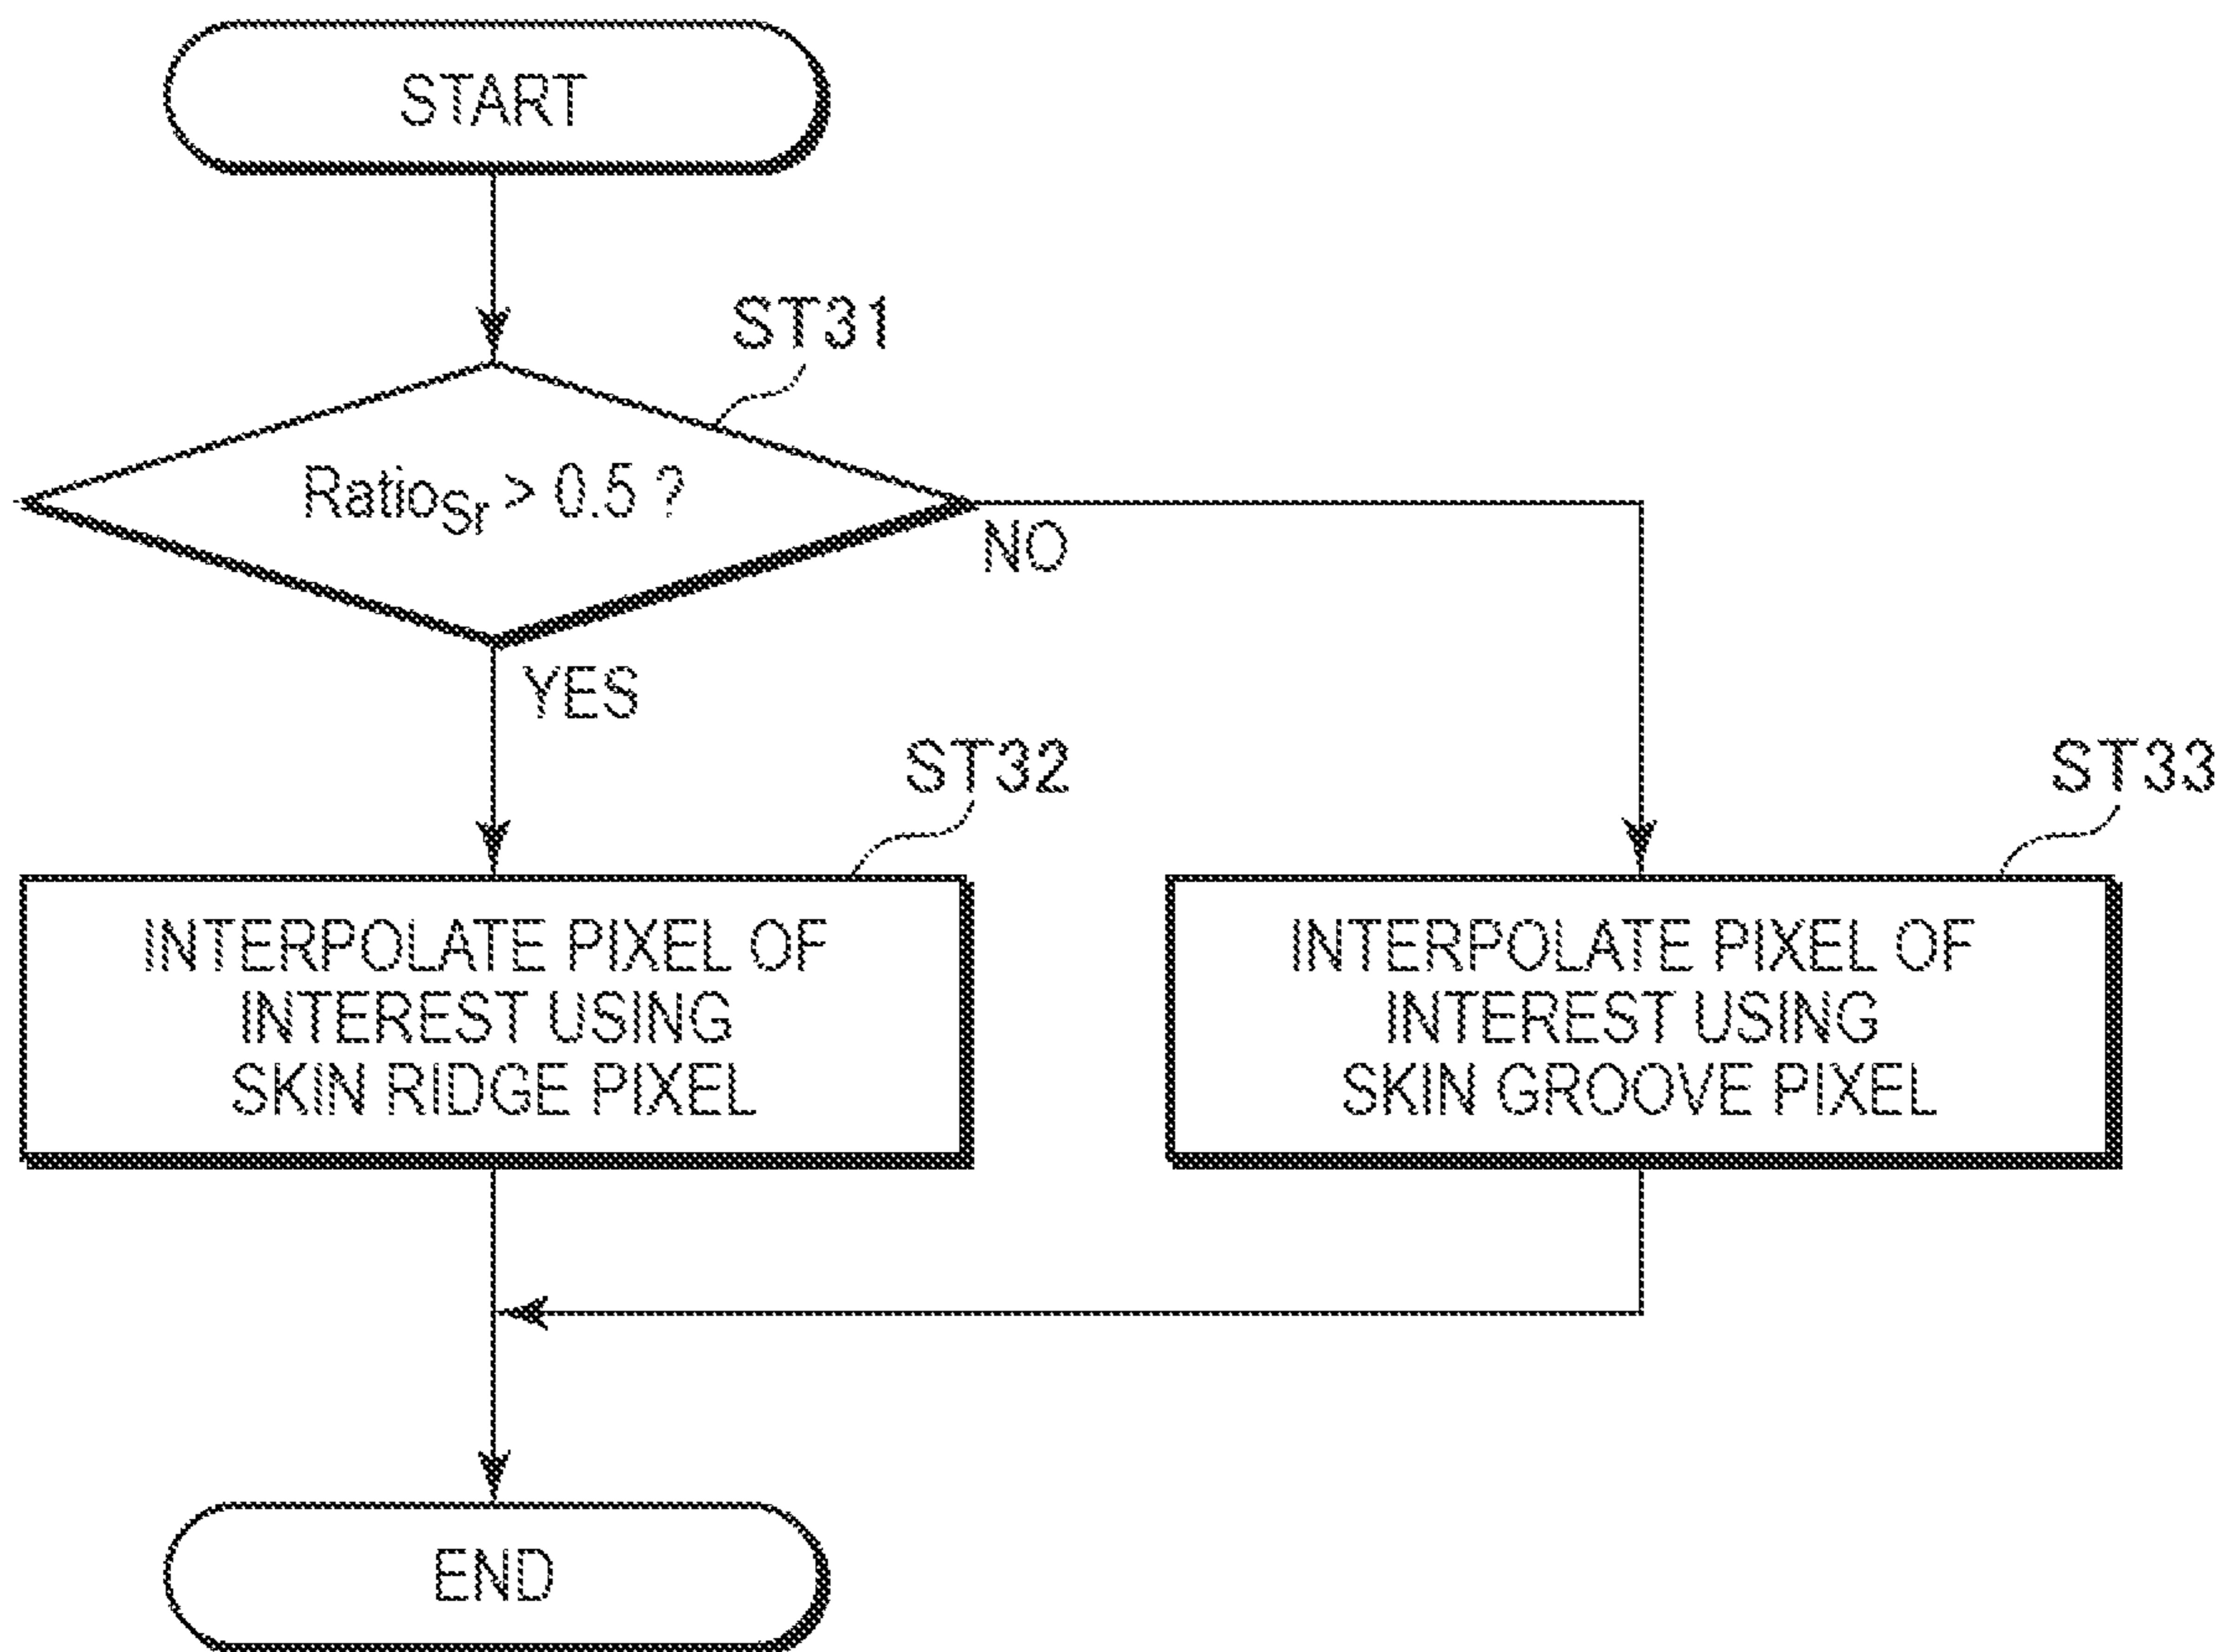 START
ST31
Ratio_Sr > 0.5 ?
NO
YES
ST32
ST33
INTERPOLATE PIXEL OF
INTEREST USING
SKIN RIDGE PIXEL
INTERPOLATE PIXEL OF
INTEREST USING
SKIN GROOVE PIXEL
END